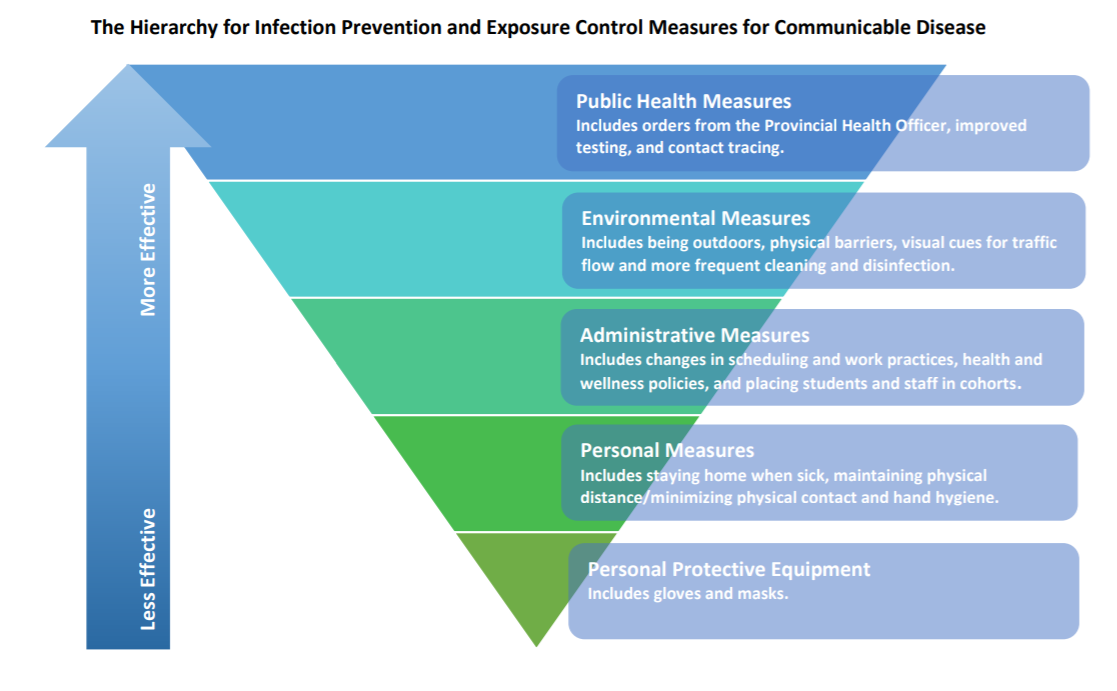 The Hierarchy for Infection Prevention and Exposure Control Measures for Communicable Disease
More Effective
Less Effective
Public Health Measures
Includes orders from the Provincial Health Officer, improved
testing, and contact tracing.
Environmental Measures
Includes being outdoors, physical barriers, visual cues for traffic
flow and more frequent cleaning and disinfection.
Administrative Measures
Includes changes in scheduling and work practices, health and
wellness policies, and placing students and staff in cohorts.
Personal Measures
Includes staying home when sick, maintaining physical
distance/minimizing physical contact and hand hygiene.
Personal Protective Equipment
Includes gloves and masks.